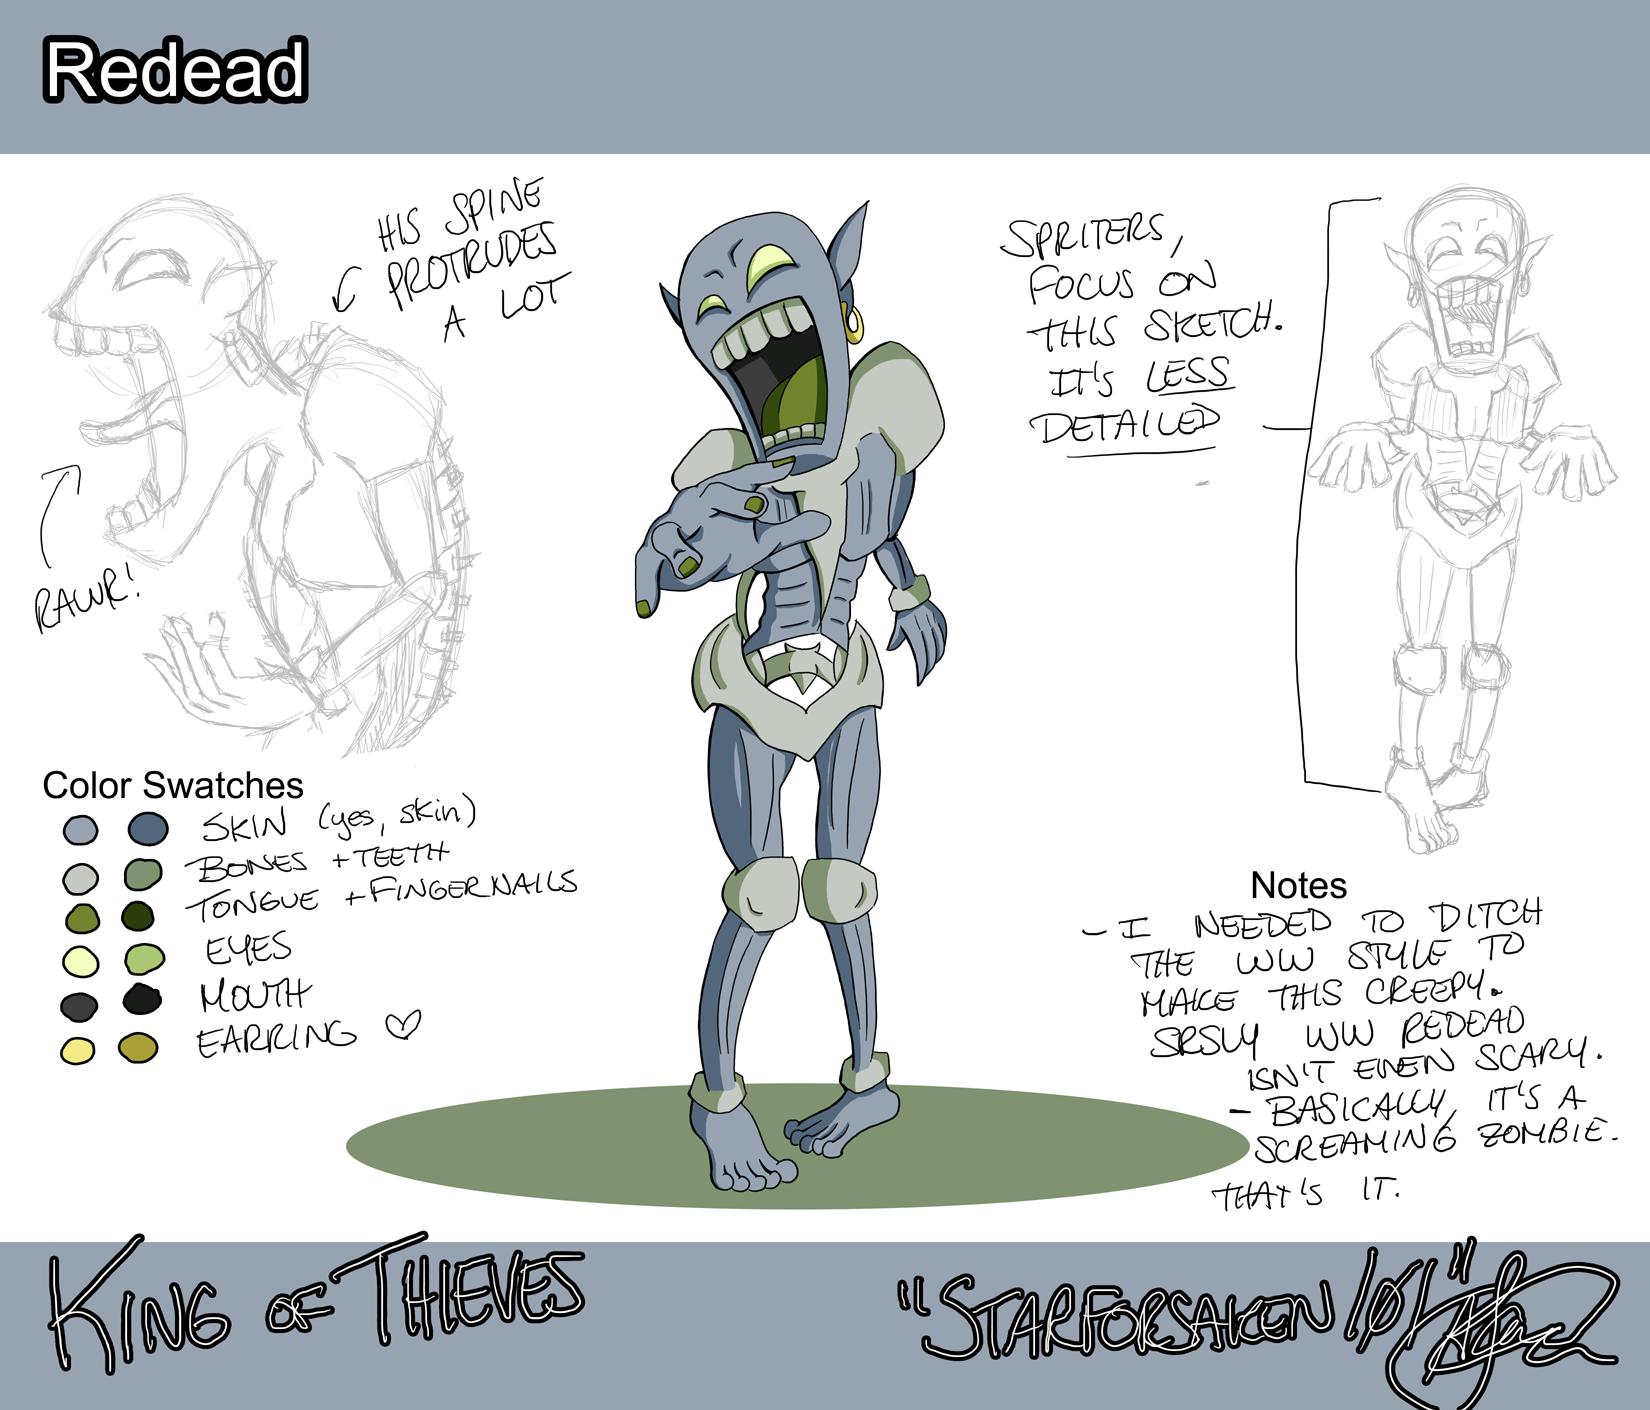 Redead
HIS SPINE
PROTRUDES
A LOT
RAWR!
SPRITERS,
FOCUS ON
THIS SKETCH.
IT'S LESS
DETAILED
Color Swatches
SKIN (yes, skin)
BONES + TEETH
TONGUE + FINGERNAILS
EYES
MOUTH
EARRING ♡
Notes
- I NEEDED TO DITCH
THE WW STYLE TO
MAKE THIS CREEPY.
SRSLY WW REDEAD
ISN'T EVEN SCARY.
- BASICALLY, IT'S A
SCREAMING ZOMBIE.
THAT'S IT.
KING OF THIEVES
"STARFORSAKEN101"